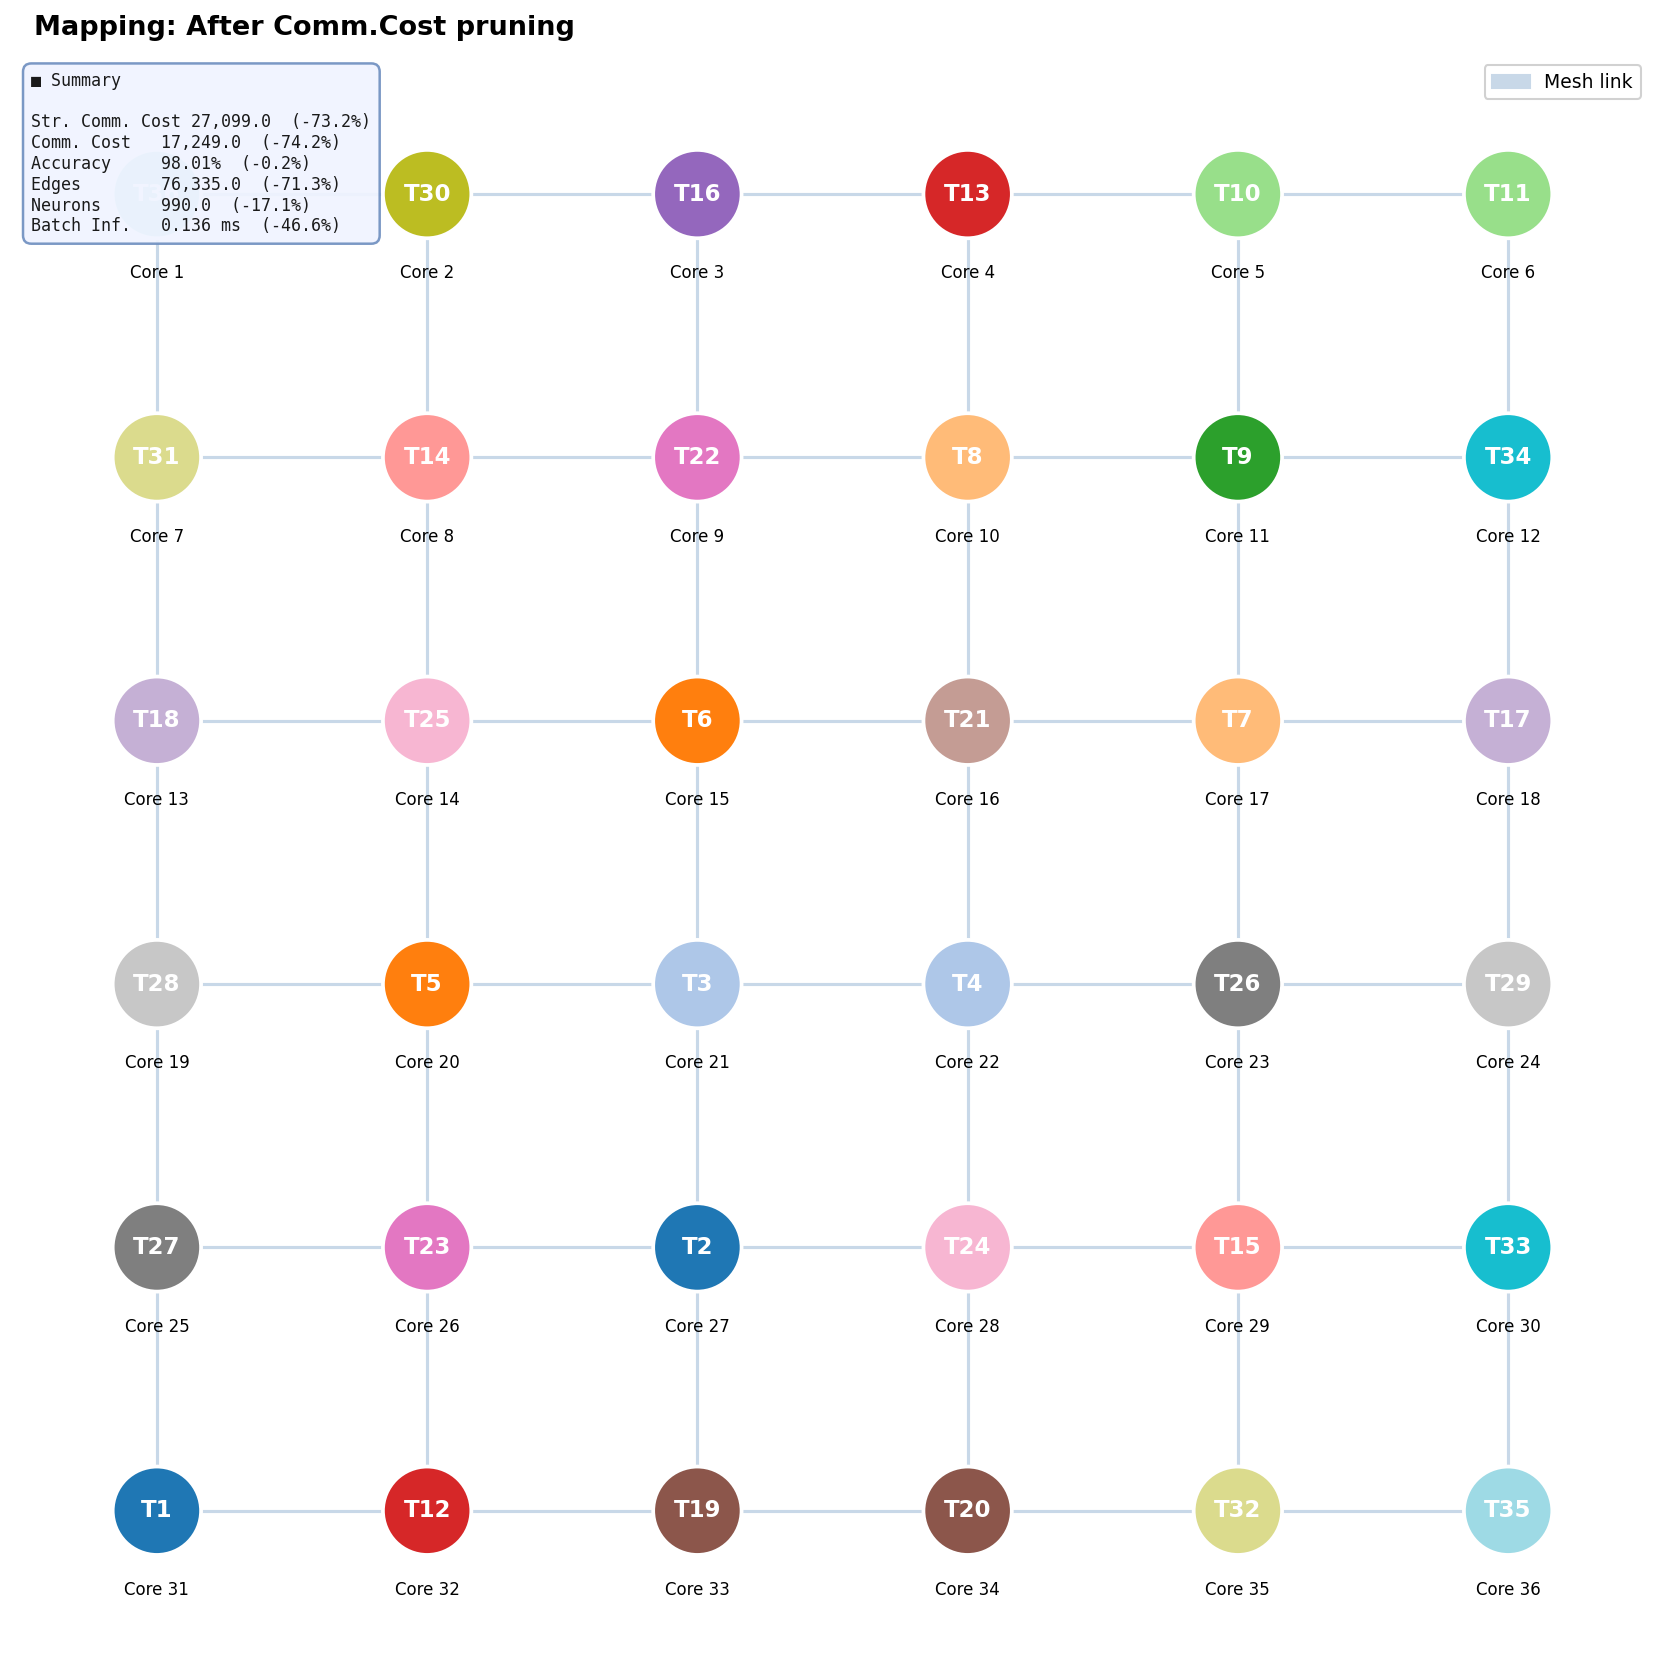 Mapping: After Comm.Cost pruning
■ Summary
Str. Comm. Cost 27,099.0  (-73.2%)
Comm. Cost   17,249.0  (-74.2%)
Accuracy     98.01%  (-0.2%)
Edges        76,335.0  (-71.3%)
Neurons      990.0  (-17.1%)
Batch Inf.   0.136 ms  (-46.6%)
Mesh link
T30 T16 T13 T10 T11
Core 1 Core 2 Core 3 Core 4 Core 5 Core 6
T31 T14 T22 T8 T9 T34
Core 7 Core 8 Core 9 Core 10 Core 11 Core 12
T18 T25 T6 T21 T7 T17
Core 13 Core 14 Core 15 Core 16 Core 17 Core 18
T28 T5 T3 T4 T26 T29
Core 19 Core 20 Core 21 Core 22 Core 23 Core 24
T27 T23 T2 T24 T15 T33
Core 25 Core 26 Core 27 Core 28 Core 29 Core 30
T1 T12 T19 T20 T32 T35
Core 31 Core 32 Core 33 Core 34 Core 35 Core 36